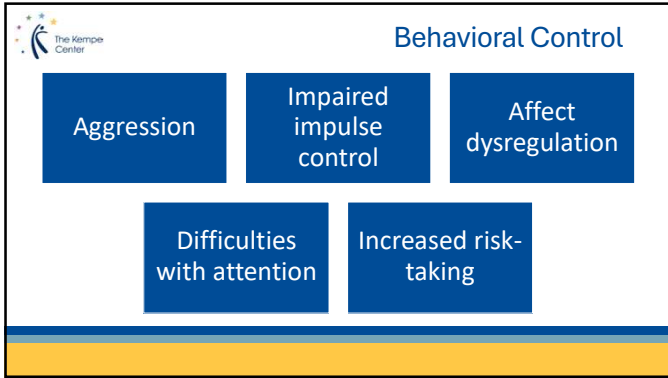 The Kempe
Center
Behavioral Control
Aggression
Impaired
impulse
control
Affect
dysregulation
Difficulties
with attention
Increased risk-
taking